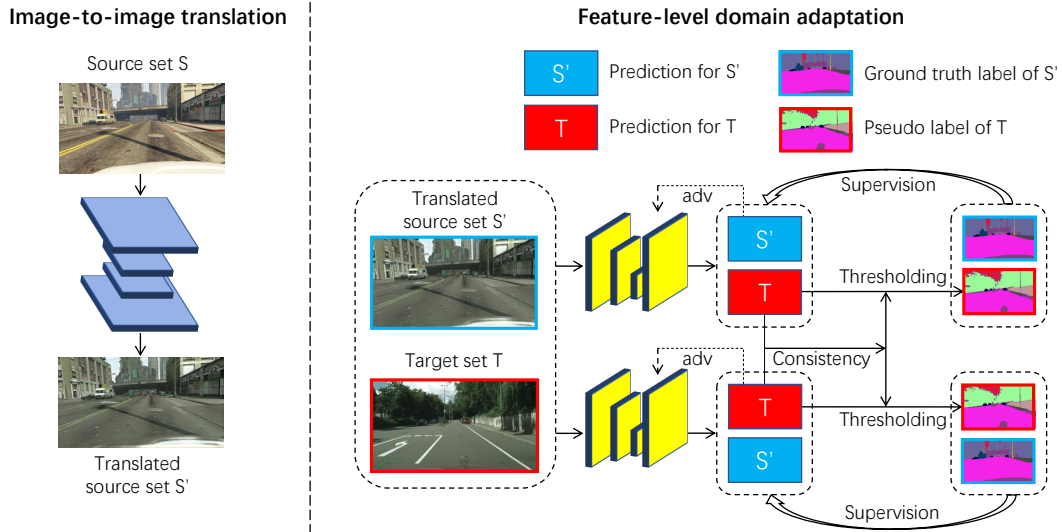 Image-to-image translation
Source set S
Translated
source set S'
Feature-level domain adaptation
S'
Prediction for S'
Ground truth label of S'
T
Prediction for T
Pseudo label of T
Translated
source set S'
Target set T
adv
S'
T
Supervision
Thresholding
Consistency
adv
T
S'
Thresholding
Supervision